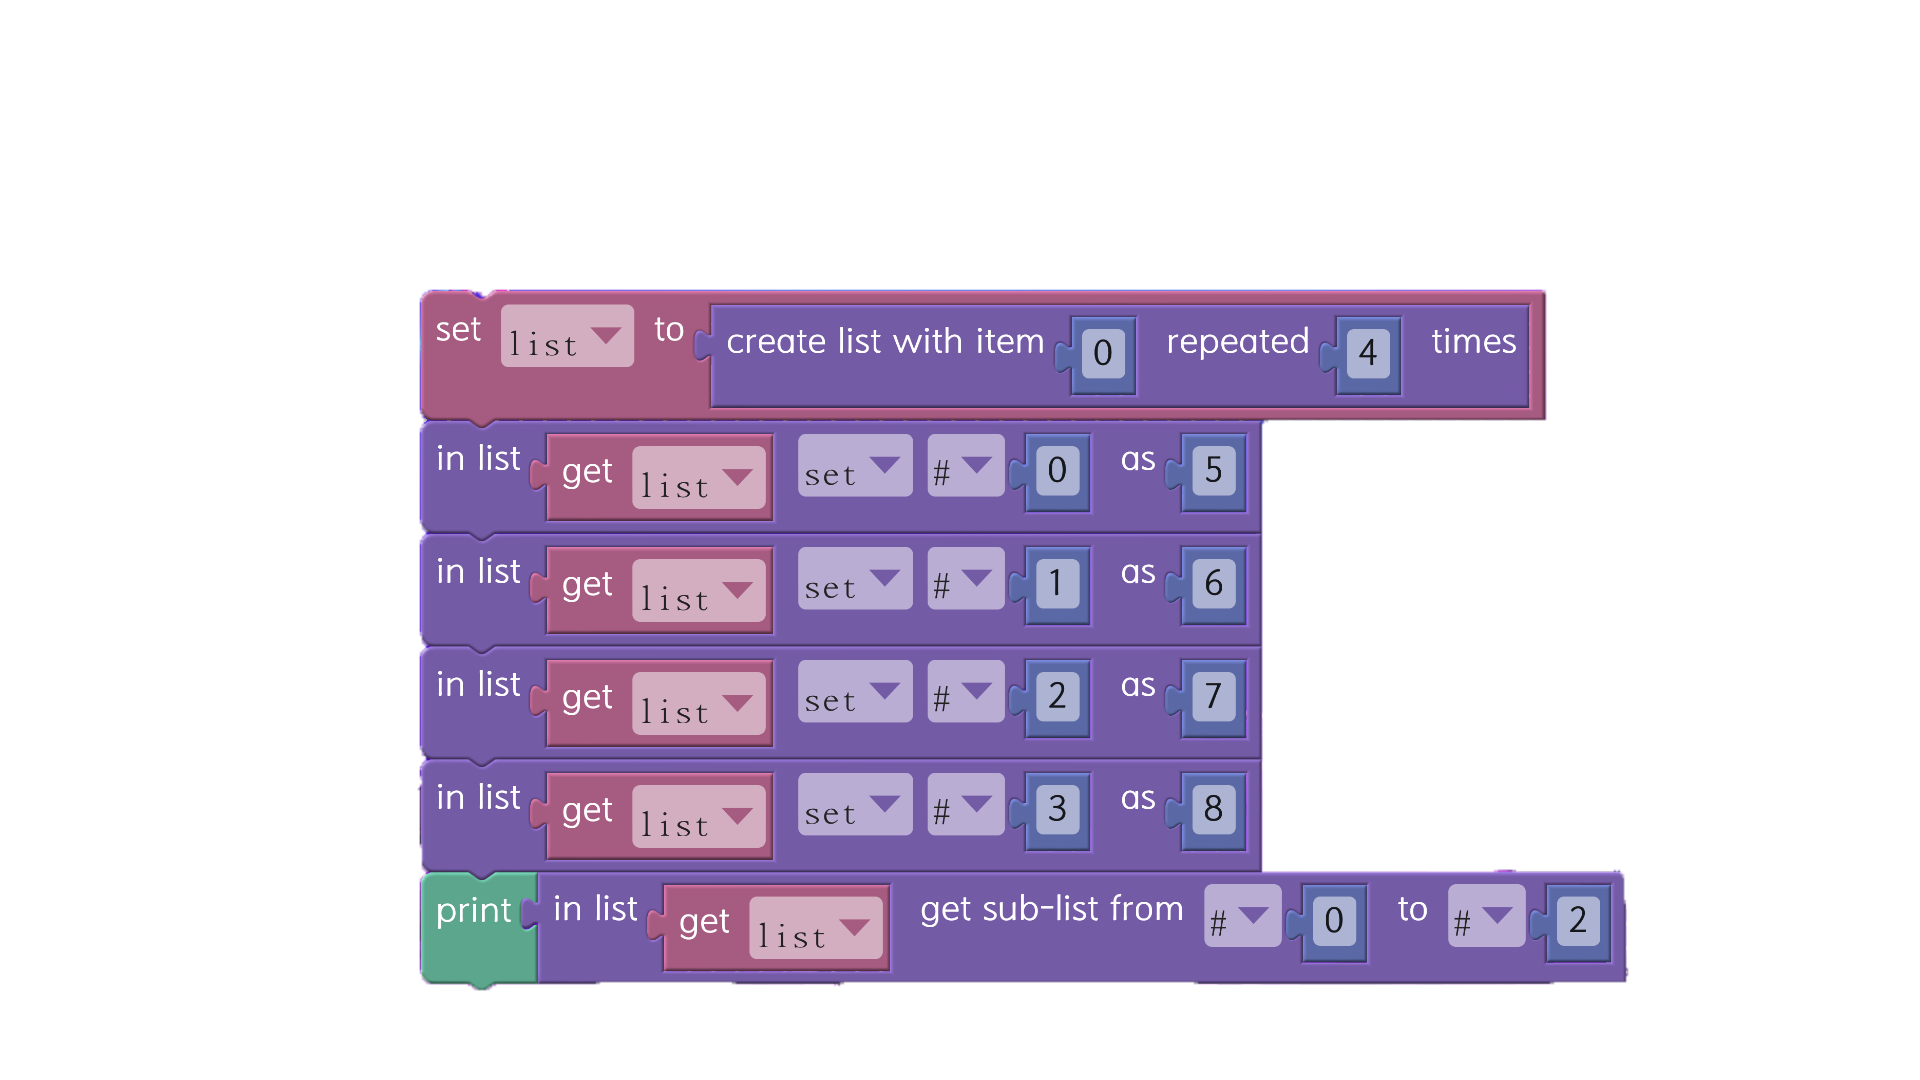 set list to create list with item 0 repeated 4 times
in list get list set # 0 as 5
in list get list set # 1 as 6
in list get list set # 2 as 7
in list get list set # 3 as 8
print in list get list get sub-list from # 0 to # 2